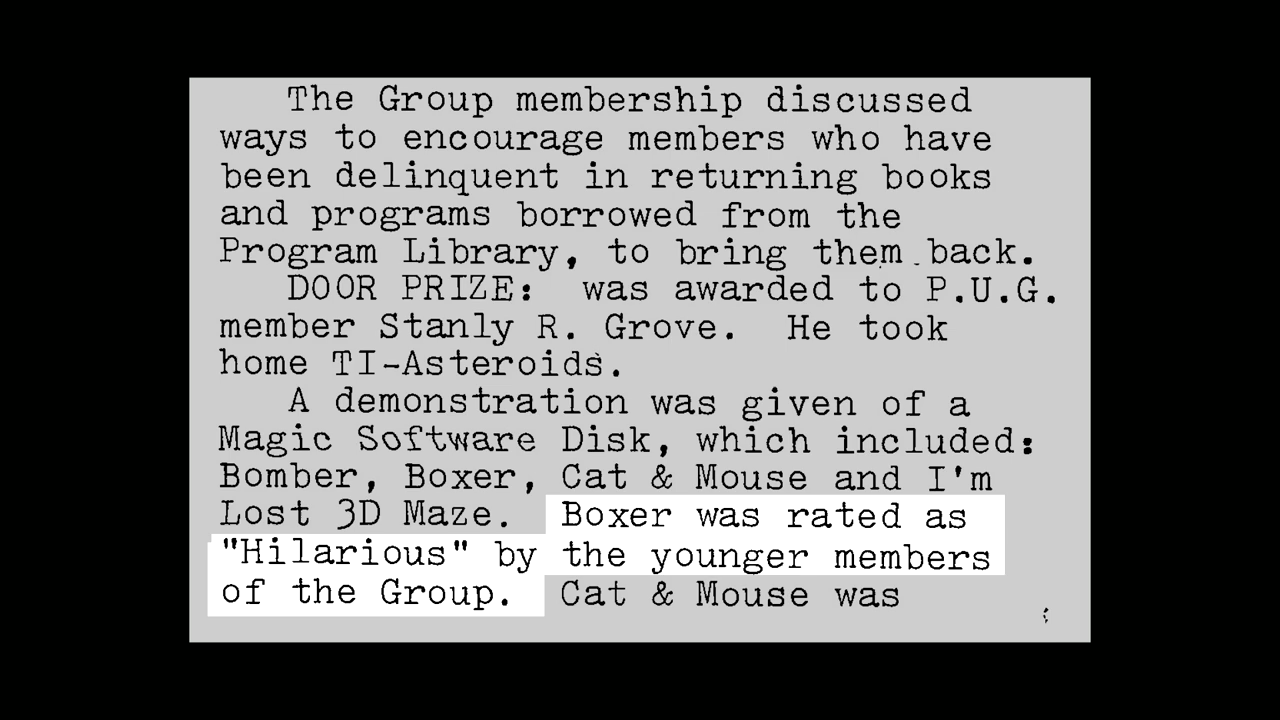 The Group membership discussed
ways to encourage members who have
been delinquent in returning books
and programs borrowed from the
Program Library, to bring them back.
DOOR PRIZE: was awarded to P.U.G.
member Stanly R. Grove. He took
home TI-Asteroids.
A demonstration was given of a
Magic Software Disk, which included:
Bomber, Boxer, Cat & Mouse and I'm
Lost 3D Maze. Boxer was rated as
"Hilarious" by the younger members
of the Group. Cat & Mouse was